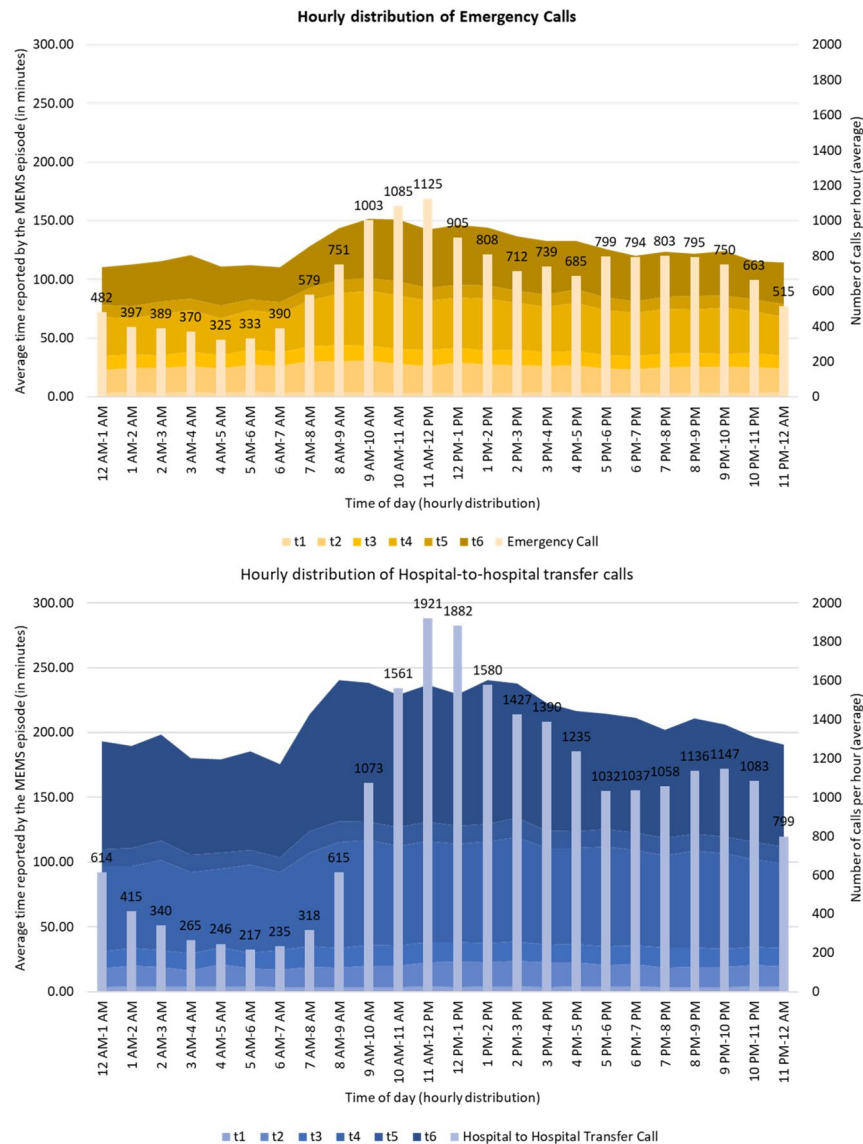 Hourly distribution of Emergency Calls
Average time reported by the MEMS episode (in minutes)
300.00
250.00
200.00
150.00
100.00
50.00
0.00
482
397
389
370
325
333
390
579
751
1003
1085
1125
905
808
712
739
685
799
794
803
795
750
663
515
2000
1800
1600
1400
1200
1000
800
600
400
200
0
Number of calls per hour (average)
12 AM-1 AM
1 AM-2 AM
2 AM-3 AM
3 AM-4 AM
4 AM-5 AM
5 AM-6 AM
6 AM-7 AM
7 AM-8 AM
8 AM-9 AM
9 AM-10 AM
10 AM-11 AM
11 AM-12 PM
12 PM-1 PM
1 PM-2 PM
2 PM-3 PM
3 PM-4 PM
4 PM-5 PM
5 PM-6 PM
6 PM-7 PM
7 PM-8 PM
8 PM-9 PM
9 PM-10 PM
10 PM-11 PM
11 PM-12 AM
Time of day (hourly distribution)
t1 t2 t3 t4 t5 t6 Emergency Call
Hourly distribution of Hospital-to-hospital transfer calls
Average time reported by the MEMS episode (in minutes)
300.00
250.00
200.00
150.00
100.00
50.00
0.00
614
415
340
265
246
217
235
318
615
1073
1561
1921
1882
1580
1427
1390
1235
1032
1037
1058
1136
1147
1083
799
2000
1800
1600
1400
1200
1000
800
600
400
200
0
Number of calls per hour (average)
12 AM-1 AM
1 AM-2 AM
2 AM-3 AM
3 AM-4 AM
4 AM-5 AM
5 AM-6 AM
6 AM-7 AM
7 AM-8 AM
8 AM-9 AM
9 AM-10 AM
10 AM-11 AM
11 AM-12 PM
12 PM-1 PM
1 PM-2 PM
2 PM-3 PM
3 PM-4 PM
4 PM-5 PM
5 PM-6 PM
6 PM-7 PM
7 PM-8 PM
8 PM-9 PM
9 PM-10 PM
10 PM-11 PM
11 PM-12 AM
Time of day (hourly distribution)
t1 t2 t3 t4 t5 t6 Hospital to Hospital Transfer Call